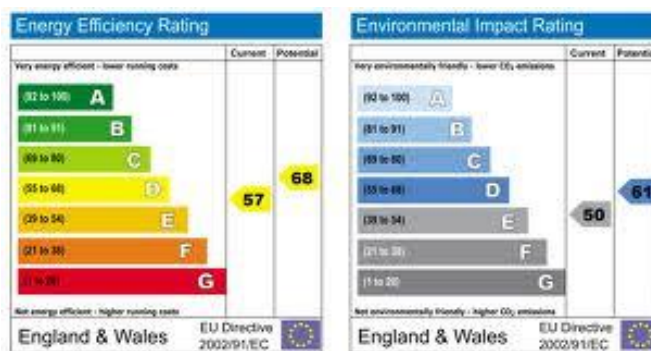 Energy Efficiency Rating
Current Potential
Very energy efficient - lower running costs
(92 to 100) A
(81 to 91) B
(69 to 80) C
(55 to 68) D
57
68
(39 to 54) E
(21 to 38) F
(1 to 20) G
Not energy efficient - higher running costs
England & Wales
EU Directive
2002/91/EC
Environmental Impact Rating
Current Potential
Very environmentally friendly - lower CO₂ emissions
(92 to 100) A
(81 to 91) B
(69 to 80) C
(55 to 68) D
61
(39 to 54) E
50
(21 to 38) F
(1 to 20) G
Not environmentally friendly - higher CO₂ emissions
England & Wales
EU Directive
2002/91/EC